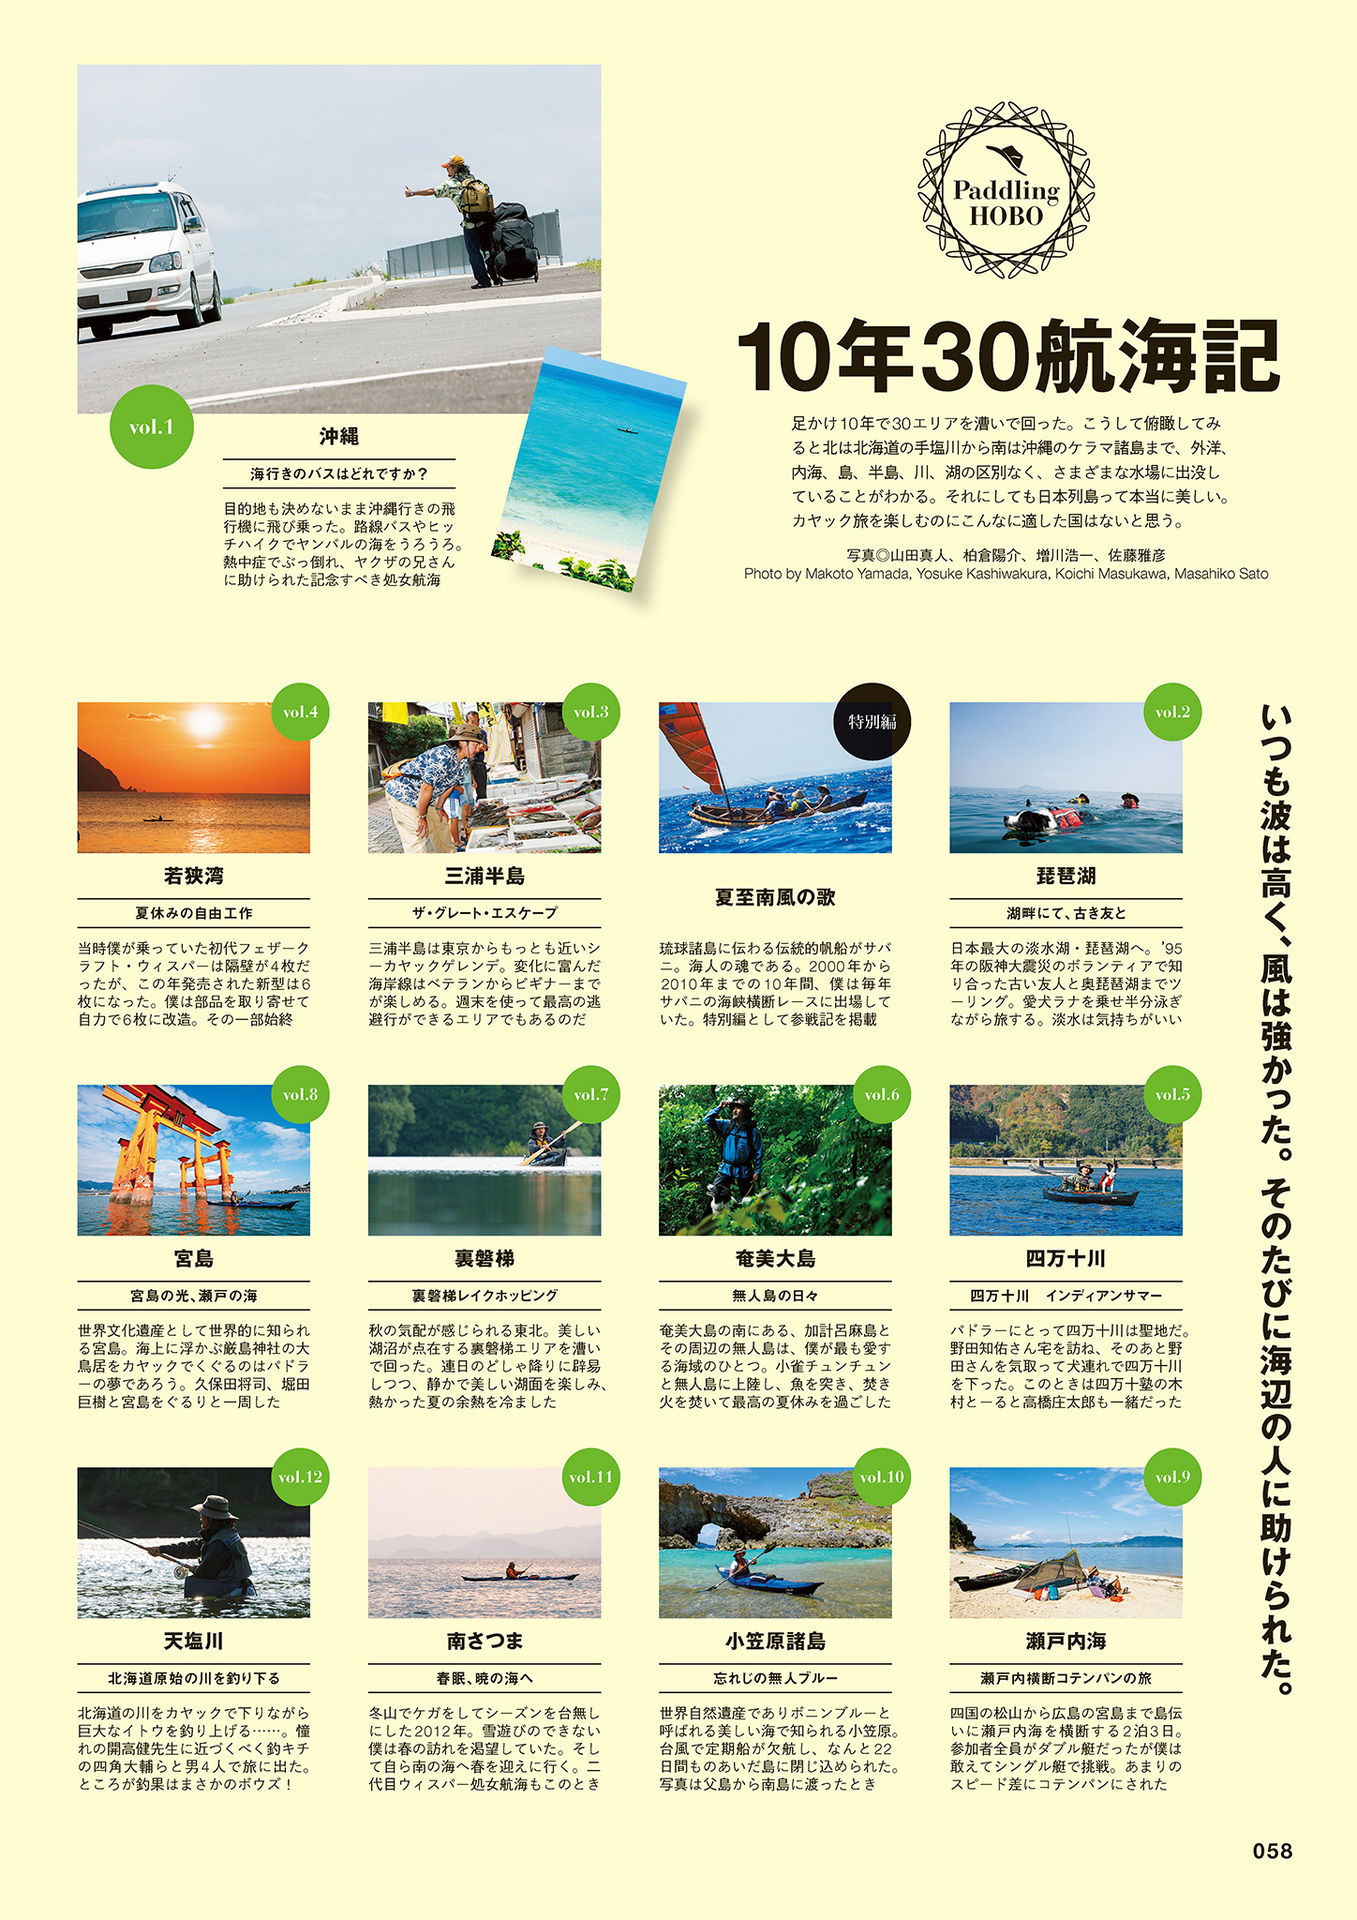 Paddling
HOBO
10年30航海記
足かけ10年で30エリアを漕いで回った。こうして俯瞰してみ
ると北は北海道の手塩川から南は沖縄のケラマ諸島まで、外洋、
内海、島、半島、川、湖の区別なく、さまざまな水場に出没し
ていることがわかる。それにしても日本列島って本当に美しい。
カヤック旅を楽しむのにこんなに適した国はないと思う。
写真◎山田真人、柏倉陽介、増川浩一、佐藤雅彦
Photo by Makoto Yamada, Yosuke Kashiwakura, Koichi Masukawa, Masahiko Sato
vol.1
沖縄
海行きのバスはどれですか？
目的地も決めないまま沖縄行きの飛
行機に飛び乗った。路線バスやヒッ
チハイクでヤンバルの海をうろうろ。
熱中症でぶっ倒れ、ヤクザの兄さん
に助けられた記念すべき処女航海
いつも波は高く、風は強かった。そのたびに海辺の人に助けられた。
vol.2
琵琶湖
湖畔にて、古き友と
日本最大の淡水湖・琵琶湖へ。’95
年の阪神大震災のボランティアで知
り合った古い友人と奥琵琶湖までツ
ーリング。愛犬ラナを乗せ半分泳ぎ
ながら旅する。淡水は気持ちがいい
特別編
夏至南風の歌
琉球諸島に伝わる伝統的帆船がサバ
ニ。海人の魂である。2000年から
2010年までの10年間、僕は毎年
サバニの海峡横断レースに出場して
いた。特別編として参戦記を掲載
vol.3
三浦半島
ザ・グレート・エスケープ
三浦半島は東京からもっとも近いシ
ーカヤックゲレンデ。変化に富んだ
海岸線はベテランからビギナーまで
が楽しめる。週末を使って最高の逃
避行ができるエリアでもあるのだ
vol.4
若狭湾
夏休みの自由工作
当時僕が乗っていた初代フェザーク
ラフト・ウィスパーは隔壁が4枚だ
ったが、この年発売された新型は6
枚になった。僕は部品を取り寄せて
自力で6枚に改造。その一部始終
vol.5
四万十川
四万十川　インディアンサマー
パドラーにとって四万十川は聖地だ。
野田知佑さん宅を訪ね、そのあと野
田さんを気取って犬連れで四万十川
を下った。このときは四万十塾の木
村とーると高橋庄太郎も一緒だった
vol.6
奄美大島
無人島の日々
奄美大島の南にある、加計呂麻島と
その周辺の無人島は、僕が最も愛す
る海域のひとつ。小雀チュンチュン
と無人島に上陸し、魚を突き、焚き
火を焚いて最高の夏休みを過ごした
vol.7
裏磐梯
裏磐梯レイクホッピング
秋の気配が感じられる東北。美しい
湖沼が点在する裏磐梯エリアを漕い
で回った。連日のどしゃ降りに辟易
しつつ、静かで美しい湖面を楽しみ、
熱かった夏の余熱を冷ました
vol.8
宮島
宮島の光、瀬戸の海
世界文化遺産として世界的に知られ
る宮島。海上に浮かぶ厳島神社の大
鳥居をカヤックでくぐるのはパドラ
ーの夢であろう。久保田将司、堀田
巨樹と宮島をぐるりと一周した
vol.9
瀬戸内海
瀬戸内横断コテンパンの旅
四国の松山から広島の宮島まで島伝
いに瀬戸内海を横断する2泊3日。
参加者全員がダブル艇だったが僕は
敢えてシングル艇で挑戦。あまりの
スピード差にコテンパンにされた
vol.10
小笠原諸島
忘れじの無人ブルー
世界自然遺産でありボニンブルーと
呼ばれる美しい海で知られる小笠原。
台風で定期船が欠航し、なんと22
日間ものあいだ島に閉じ込められた。
写真は父島から南島に渡ったとき
vol.11
南さつま
春眠、暁の海へ
冬山でケガをしてシーズンを台無し
にした2012年。雪遊びのできない
僕は春の訪れを渇望していた。そし
て自ら南の海へ春を迎えに行く。二
代目ウィスパー処女航海もこのとき
vol.12
天塩川
北海道原始の川を釣り下る
北海道の川をカヤックで下りながら
巨大なイトウを釣り上げる……。憧
れの開高健先生に近づくべく釣キチ
の四角大輔らと男4人で旅に出た。
ところが釣果はまさかのボウズ！
058